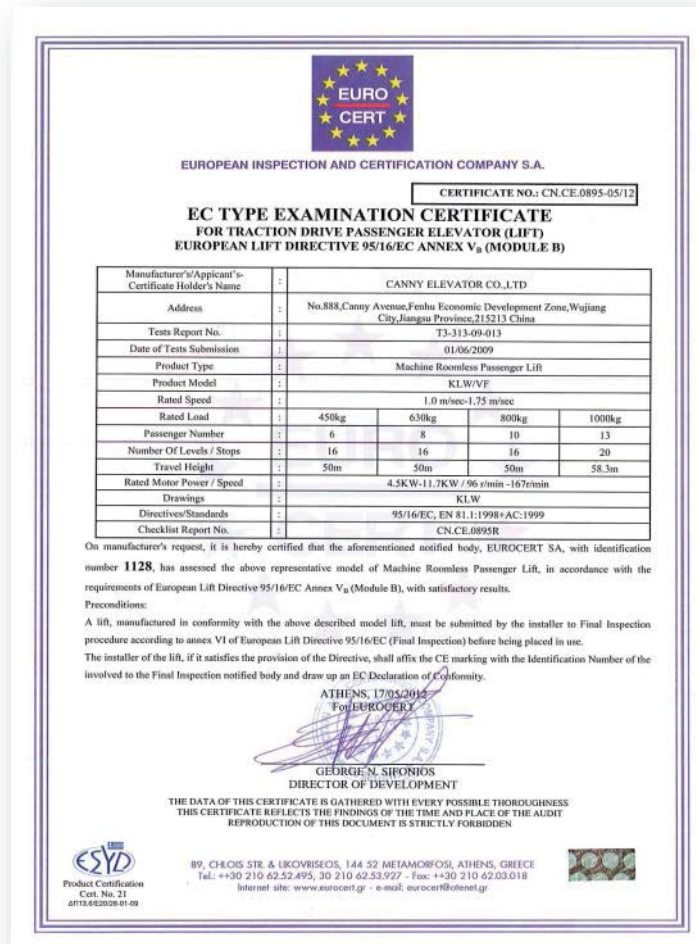 EURO
CERT
EUROPEAN INSPECTION AND CERTIFICATION COMPANY S.A.
CERTIFICATE NO.: CN.CE.0895-05/12
EC TYPE EXAMINATION CERTIFICATE
FOR TRACTION DRIVE PASSENGER ELEVATOR (LIFT)
EUROPEAN LIFT DIRECTIVE 95/16/EC ANNEX VB (MODULE B)
Manufacturer's/Appicant's-
Certificate Holder's Name : CANNY ELEVATOR CO.,LTD
Address : No.888,Canny Avenue,Fenhu Economic Development Zone,Wujiang
City,Jiangsu Province,215213 China
Tests Report No. : T3-313-09-013
Date of Tests Submission : 01/06/2009
Product Type : Machine Roomless Passenger Lift
Product Model : KLW/VF
Rated Speed : 1.0 m/sec-1.75 m/sec
Rated Load : 450kg 630kg 800kg 1000kg
Passenger Number : 6 8 10 13
Number Of Levels / Stops : 16 16 16 20
Travel Height : 50m 50m 50m 58.3m
Rated Motor Power / Speed : 4.5KW-11.7KW / 96 r/min -167r/min
Drawings : KLW
Directives/Standards : 95/16/EC, EN 81.1:1998+AC:1999
Checklist Report No. : CN.CE.0895R
On manufacturer's request, it is hereby certified that the aforementioned notified body, EUROCERT SA, with identification
number 1128, has assessed the above representative model of Machine Roomless Passenger Lift, in accordance with the
requirements of European Lift Directive 95/16/EC Annex VB (Module B), with satisfactory results.
Preconditions:
A lift, manufactured in conformity with the above described model lift, must be submitted by the installer to Final Inspection
procedure according to annex VI of European Lift Directive 95/16/EC (Final Inspection) before being placed in use.
The installer of the lift, if it satisfies the provision of the Directive, shall affix the CE marking with the Identification Number of the
involved to the Final Inspection notified body and draw up an EC Declaration of Conformity.
ATHENS, 17/05/2012
For EUROCERT
GEORGE N. SIFONIOS
DIRECTOR OF DEVELOPMENT
THE DATA OF THIS CERTIFICATE IS GATHERED WITH EVERY POSSIBLE THOROUGHNESS
THIS CERTIFICATE REFLECTS THE FINDINGS OF THE TIME AND PLACE OF THE AUDIT
REPRODUCTION OF THIS DOCUMENT IS STRICTLY FORBIDDEN
ESYD
Product Certification
Cert. No. 21
89, CHLOIS STR. & LIKOVRISEOS, 144 52 METAMORFOSI, ATHENS, GREECE
Tel.: ++30 210 62.52.495, 30 210 62.53.927 - Fax: ++30 210 62.03.018
Internet site: www.eurocert.gr - e-mail: eurocert@otenet.gr